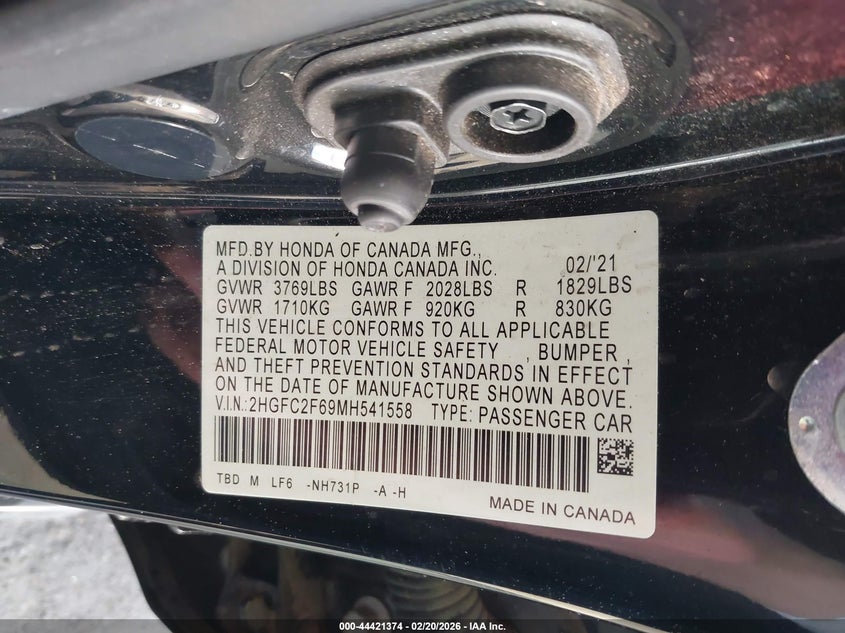 MFD.BY HONDA OF CANADA MFG.,
A DIVISION OF HONDA CANADA INC. 02/'21
GVWR 3769LBS GAWR F 2028LBS R 1829LBS
GVWR 1710KG GAWR F 920KG R 830KG
THIS VEHICLE CONFORMS TO ALL APPLICABLE
FEDERAL MOTOR VEHICLE SAFETY , BUMPER ,
AND THEFT PREVENTION STANDARDS IN EFFECT
ON THE DATE OF MANUFACTURE SHOWN ABOVE.
V.I.N.:2HGFC2F69MH541558 TYPE: PASSENGER CAR
TBD M LF6 -NH731P -A -H
MADE IN CANADA
000-44421374 | 02/20/2026 - IAA Inc.